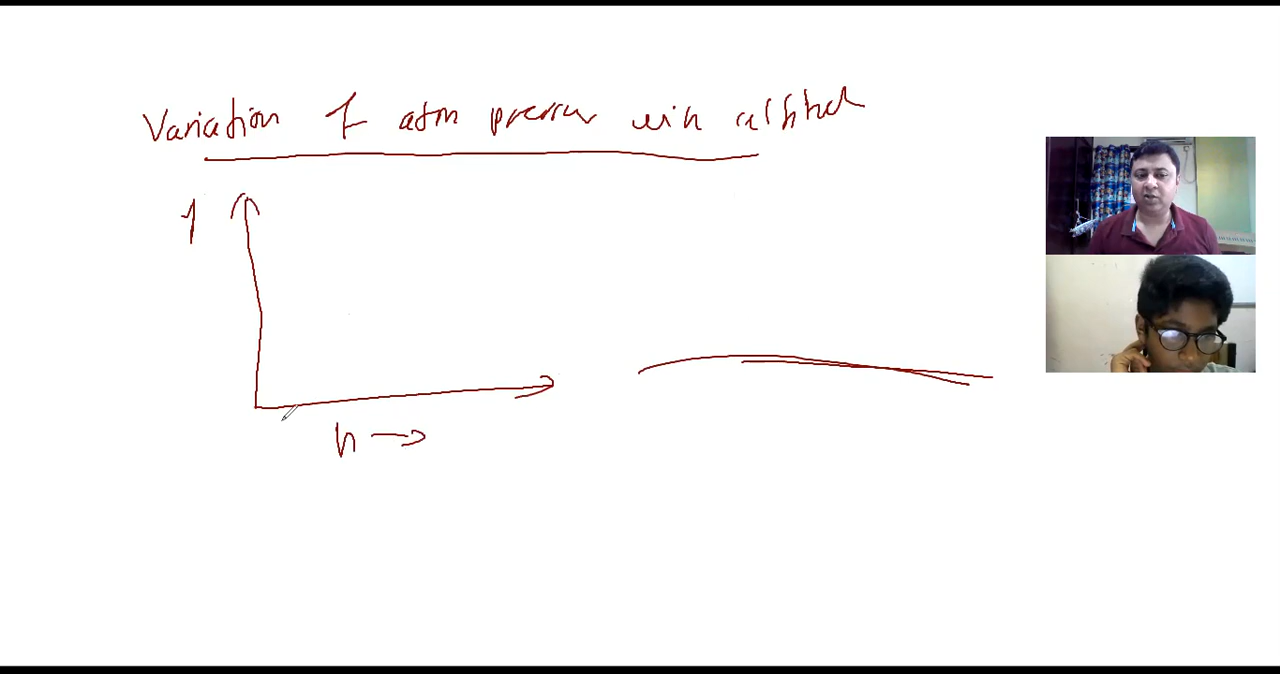 Variation of atm pressure with altitude
P
h →